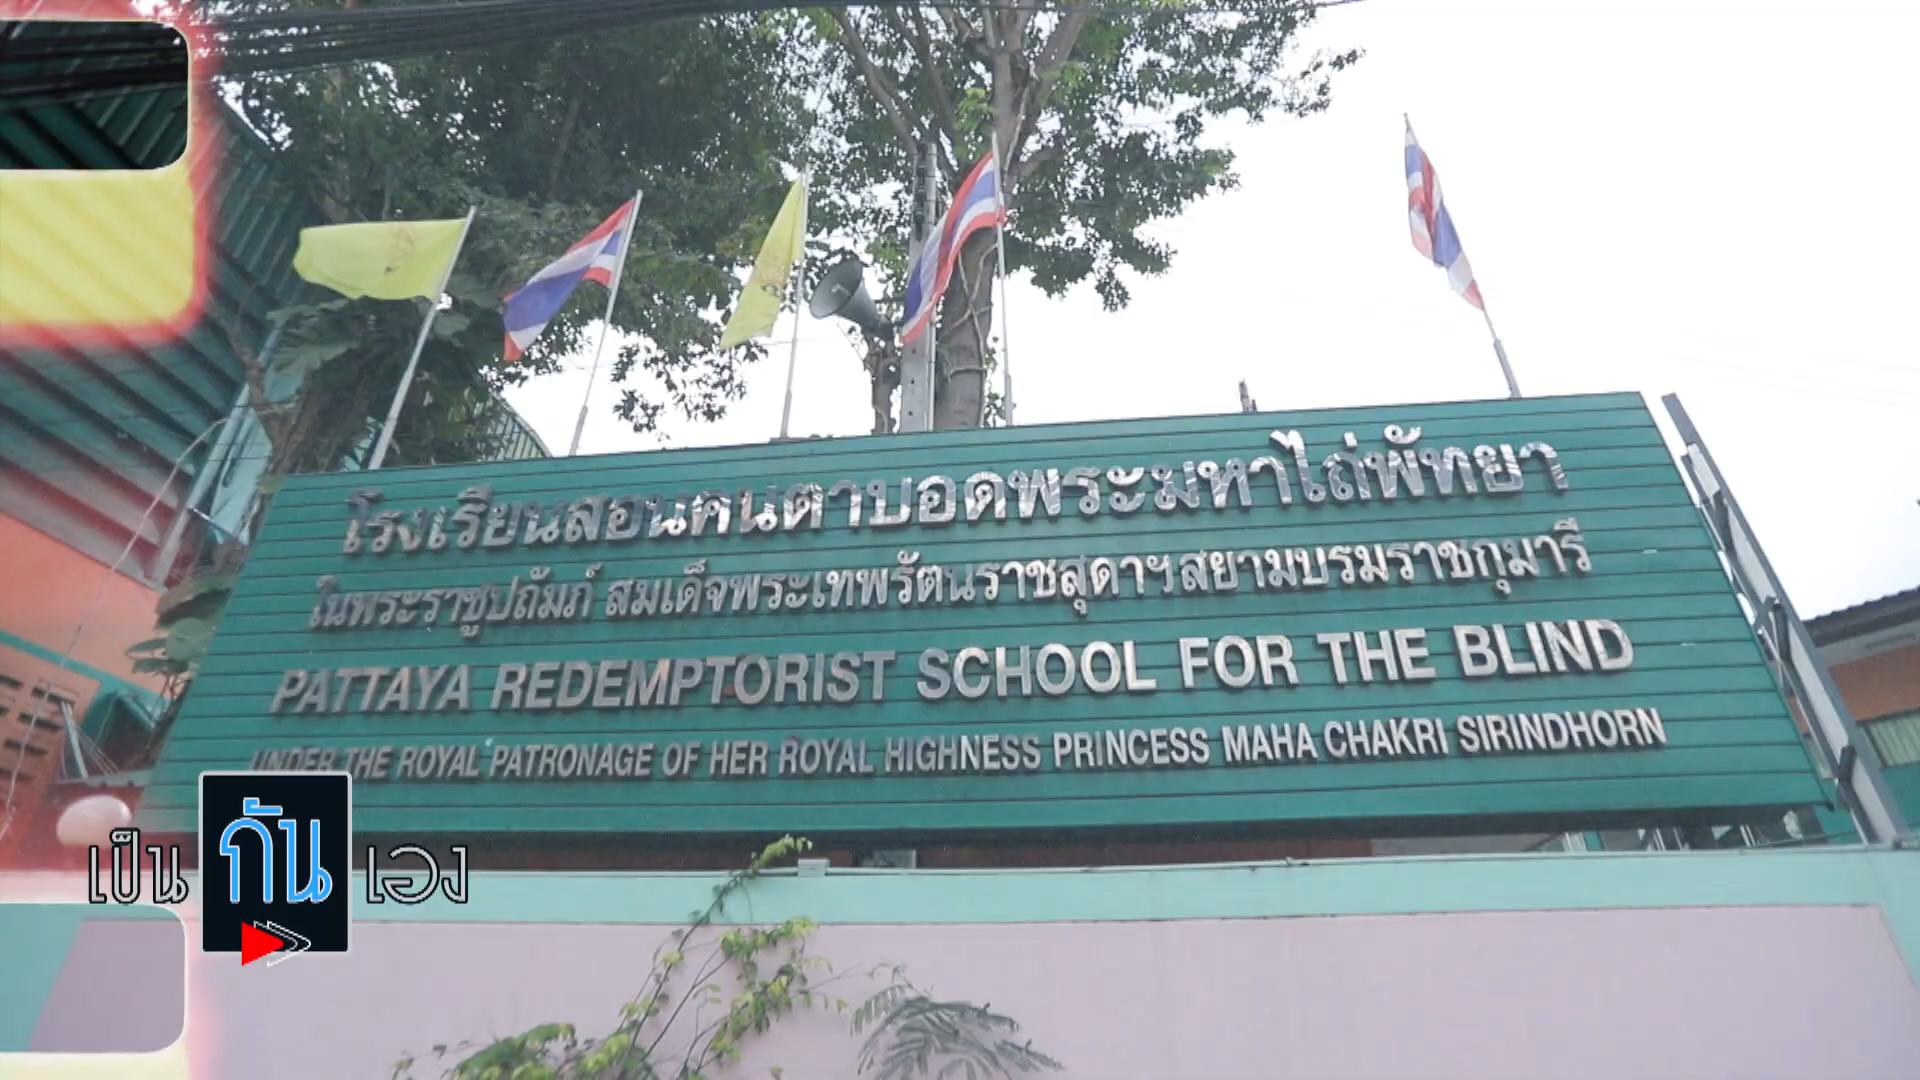 โรงเรียนสอนคนตาบอดพระมหาไถ่พัทยา
ในพระราชูปถัมภ์ สมเด็จพระเทพรัตนราชสุดาฯ สยามบรมราชกุมารี
PATTAYA REDEMPTORIST SCHOOL FOR THE BLIND
UNDER THE ROYAL PATRONAGE OF HER ROYAL HIGHNESS PRINCESS MAHA CHAKRI SIRINDHORN
เป็น กัน เอง